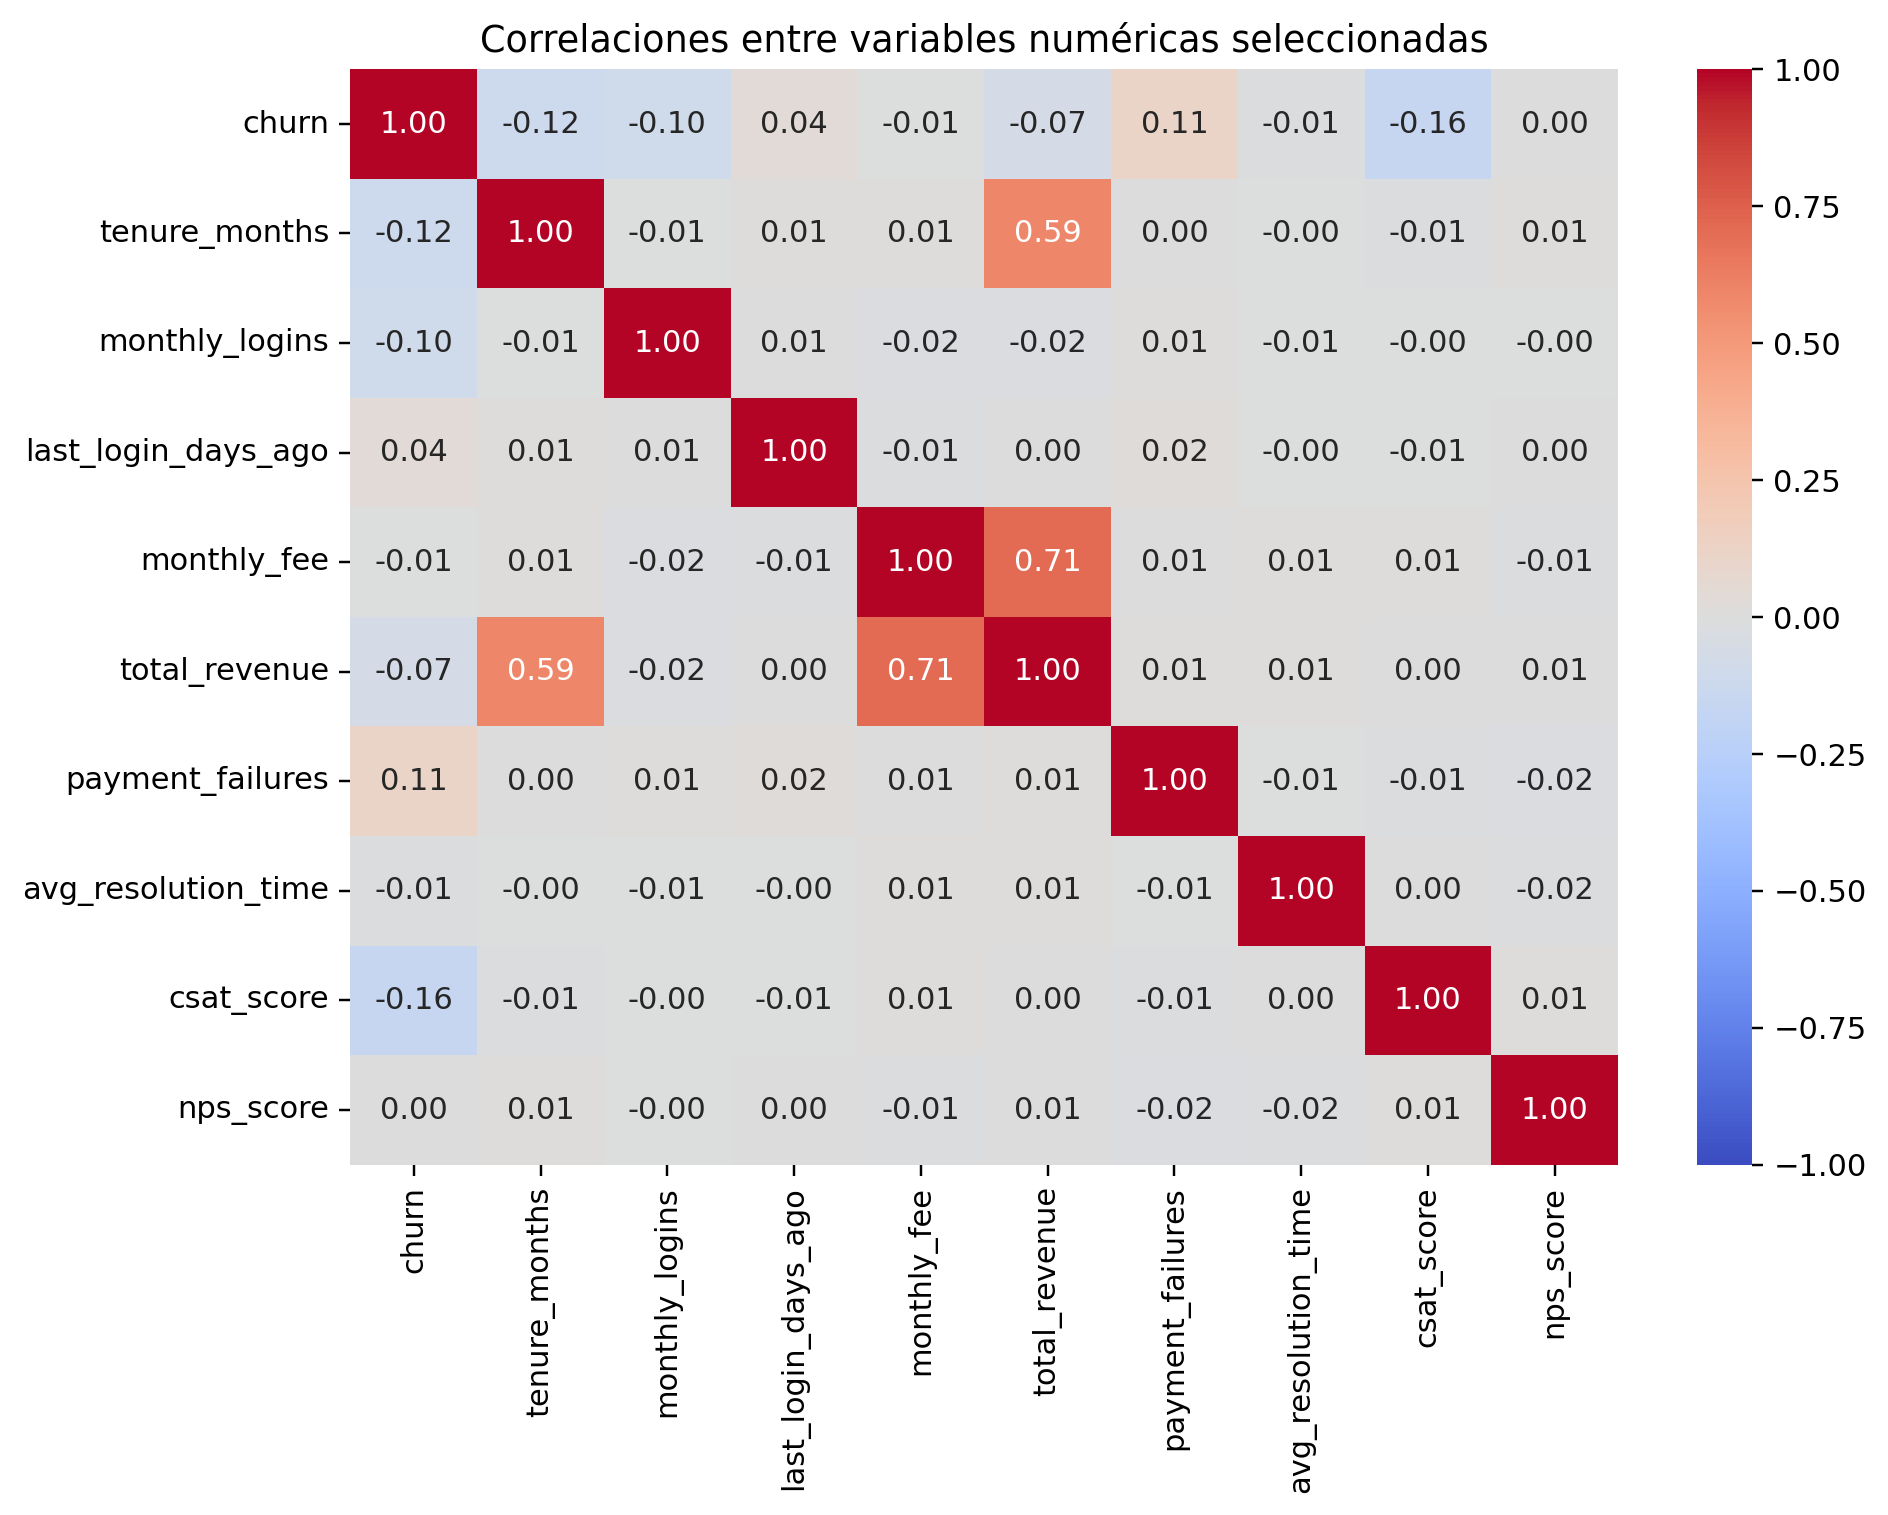 Correlaciones entre variables numéricas seleccionadas
churn 1.00 -0.12 -0.10 0.04 -0.01 -0.07 0.11 -0.01 -0.16 0.00
tenure_months -0.12 1.00 -0.01 0.01 0.01 0.59 0.00 -0.00 -0.01 0.01
monthly_logins -0.10 -0.01 1.00 0.01 -0.02 -0.02 0.01 -0.01 -0.00 -0.00
last_login_days_ago 0.04 0.01 0.01 1.00 -0.01 0.00 0.02 -0.00 -0.01 0.00
monthly_fee -0.01 0.01 -0.02 -0.01 1.00 0.71 0.01 0.01 0.01 -0.01
total_revenue -0.07 0.59 -0.02 0.00 0.71 1.00 0.01 0.01 0.00 0.01
payment_failures 0.11 0.00 0.01 0.02 0.01 0.01 1.00 -0.01 -0.01 -0.02
avg_resolution_time -0.01 -0.00 -0.01 -0.00 0.01 0.01 -0.01 1.00 0.00 -0.02
csat_score -0.16 -0.01 -0.00 -0.01 0.01 0.00 -0.01 0.00 1.00 0.01
nps_score 0.00 0.01 -0.00 0.00 -0.01 0.01 -0.02 -0.02 0.01 1.00
churn
tenure_months
monthly_logins
last_login_days_ago
monthly_fee
total_revenue
payment_failures
avg_resolution_time
csat_score
nps_score
1.00
0.75
0.50
0.25
0.00
−0.25
−0.50
−0.75
−1.00